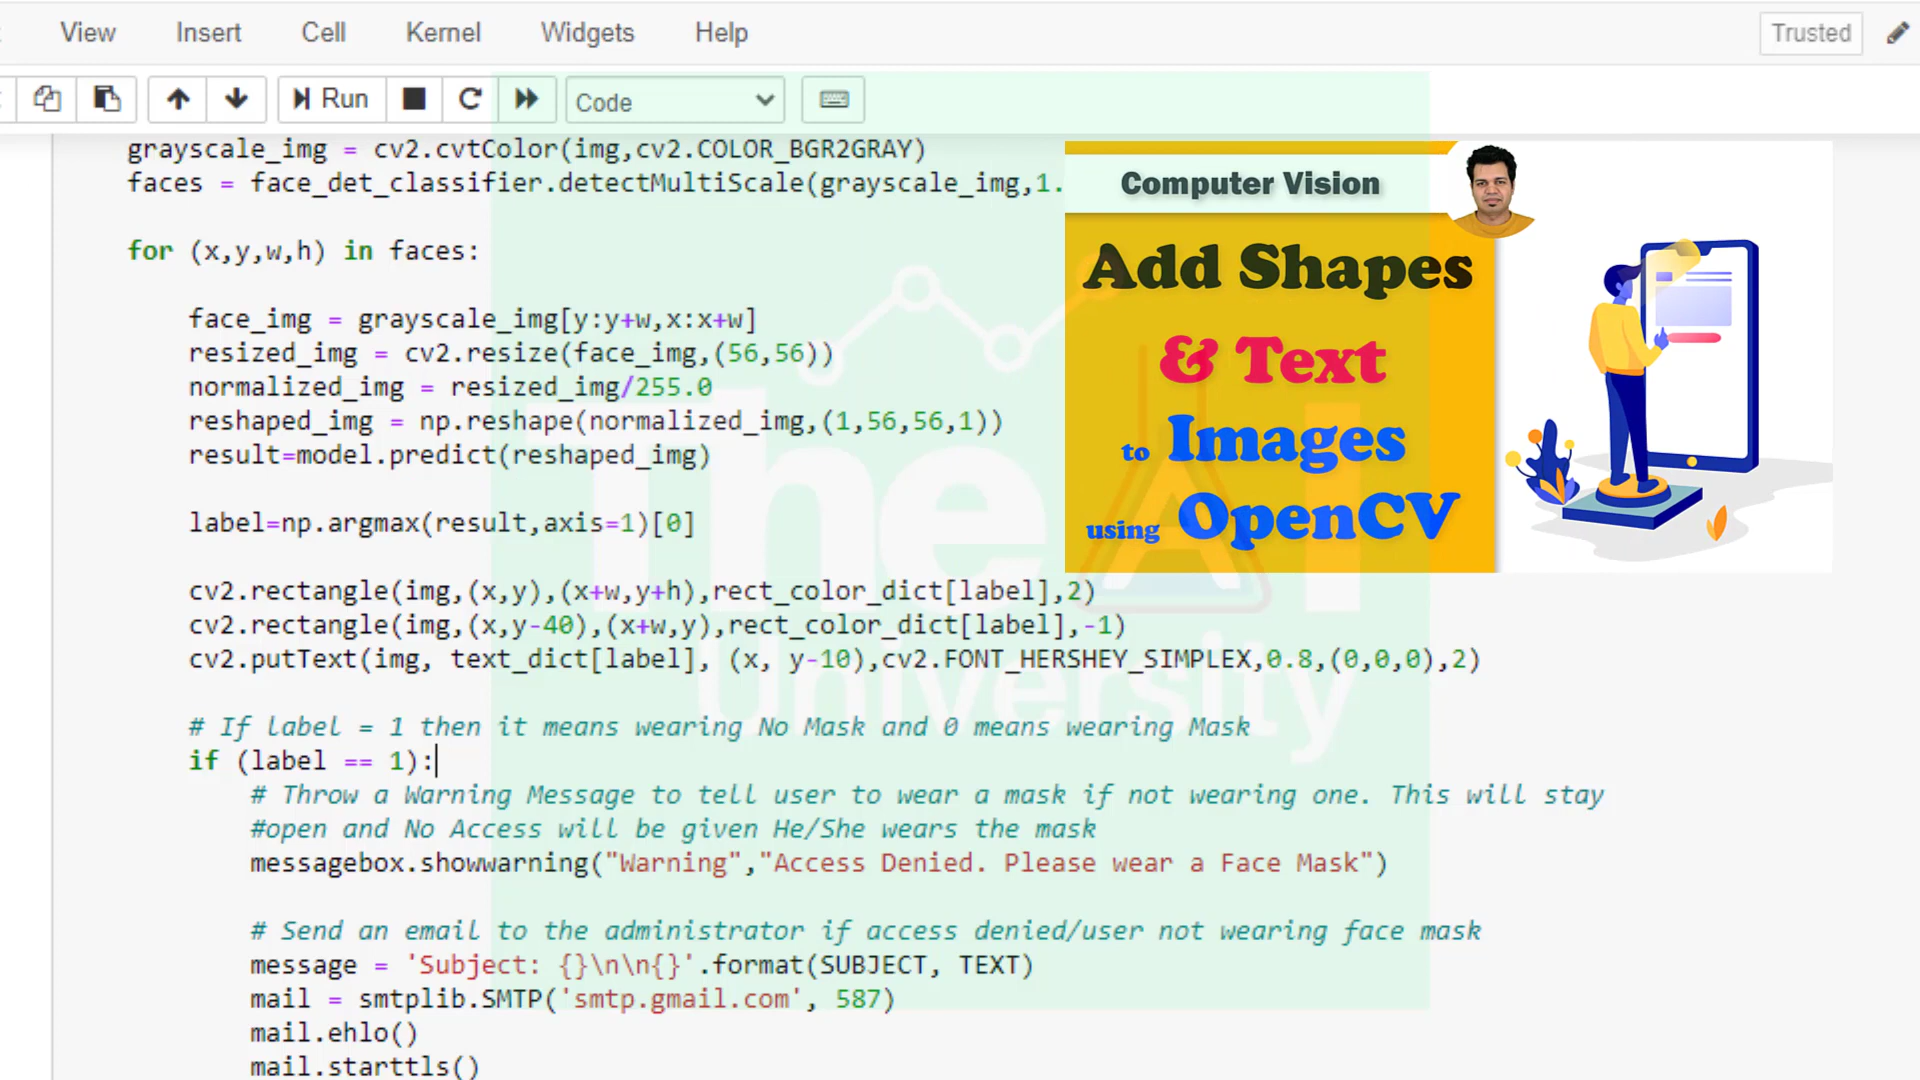 View Insert Cell Kernel Widgets Help Trusted
Run Code
grayscale_img = cv2.cvtColor(img,cv2.COLOR_BGR2GRAY)
faces = face_det_classifier.detectMultiScale(grayscale_img,1.
for (x,y,w,h) in faces:
face_img = grayscale_img[y:y+w,x:x+w]
resized_img = cv2.resize(face_img,(56,56))
normalized_img = resized_img/255.0
reshaped_img = np.reshape(normalized_img,(1,56,56,1))
result=model.predict(reshaped_img)
label=np.argmax(result,axis=1)[0]
cv2.rectangle(img,(x,y),(x+w,y+h),rect_color_dict[label],2)
cv2.rectangle(img,(x,y-40),(x+w,y),rect_color_dict[label],-1)
cv2.putText(img, text_dict[label], (x, y-10),cv2.FONT_HERSHEY_SIMPLEX,0.8,(0,0,0),2)
# If label = 1 then it means wearing No Mask and 0 means wearing Mask
if (label == 1):
# Throw a Warning Message to tell user to wear a mask if not wearing one. This will stay
#open and No Access will be given He/She wears the mask
messagebox.showwarning("Warning","Access Denied. Please wear a Face Mask")
# Send an email to the administrator if access denied/user not wearing face mask
message = 'Subject: {}\n\n{}'.format(SUBJECT, TEXT)
mail = smtplib.SMTP('smtp.gmail.com', 587)
mail.ehlo()
mail.starttls()
Computer Vision
Add Shapes
& Text
to Images
using OpenCV
The AI
University